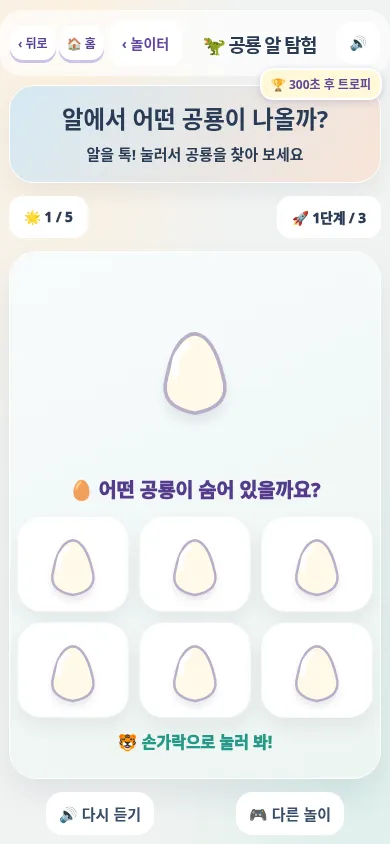 ‹ 뒤로
🏠 홈
‹ 놀이터
🦖 공룡 알 탐험
🔊
🏆 300초 후 트로피
알에서 어떤 공룡이 나올까?
알을 톡! 눌러서 공룡을 찾아 보세요
🌟 1 / 5
🚀 1단계 / 3
🥚 어떤 공룡이 숨어 있을까요?
🐯 손가락으로 눌러 봐!
🔊 다시 듣기
🎮 다른 놀이